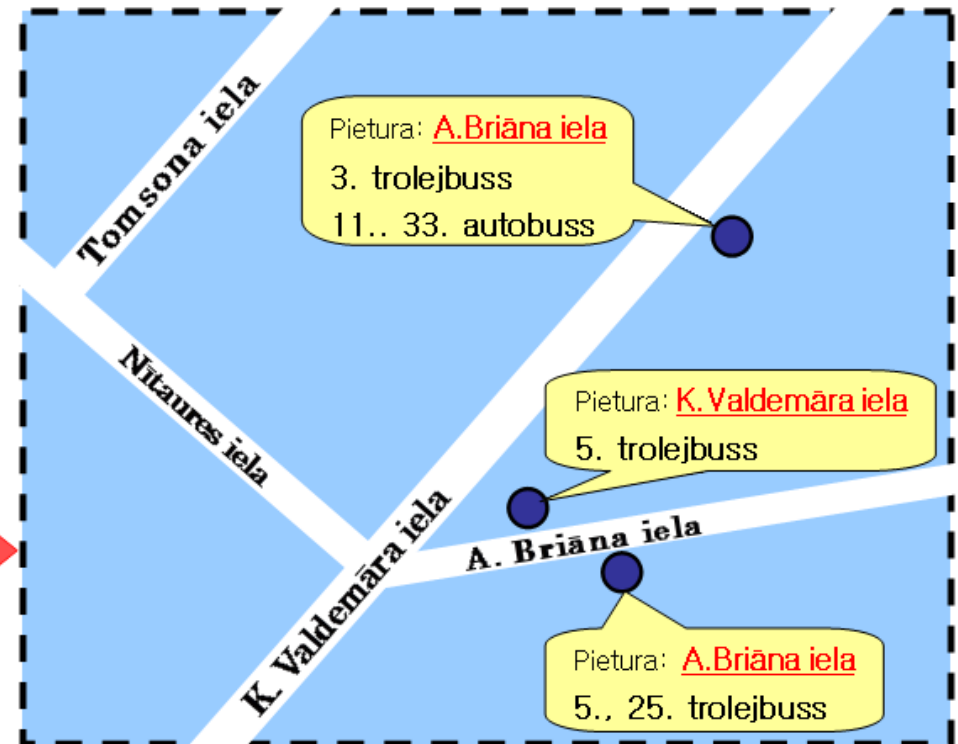 Tomsona iela
Pietura: A.Briāna iela
3. trolejbuss
11.. 33. autobuss
Nītaures iela
Pietura: K.Valdemāra iela
5. trolejbuss
K. Valdemāra iela
A. Briāna iela
Pietura: A.Briāna iela
5., 25. trolejbuss